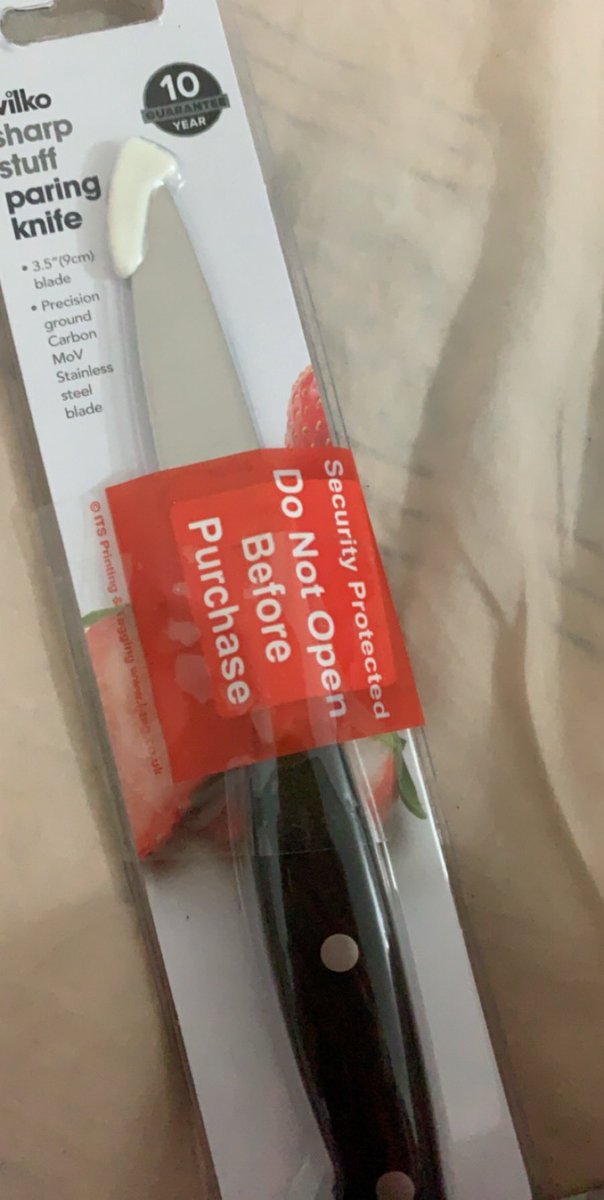 wilko
sharp
stuff
paring
knife
10
GUARANTEE
YEAR
• 3.5"(9cm)
blade
• Precision
ground
Carbon
MoV
Stainless
steel
blade
Security Protected
Do Not Open
Before
Purchase
© ITS Printing & Tagging